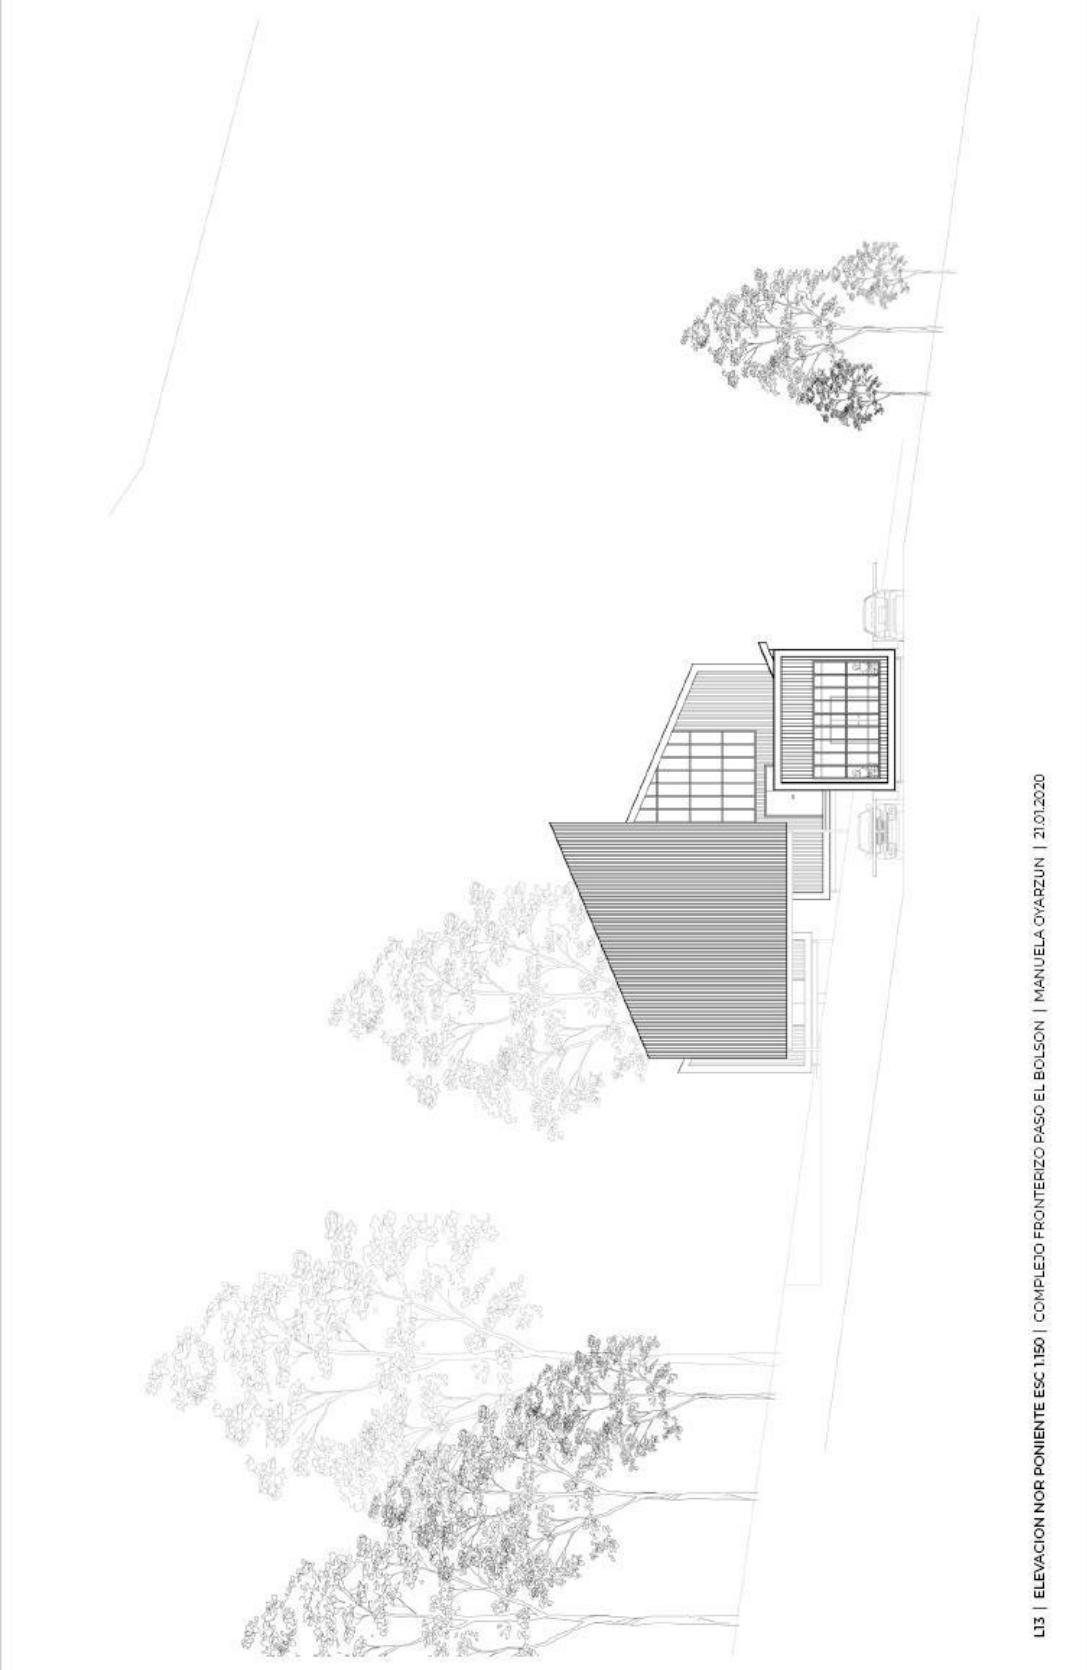 L13 | ELEVACION NOR PONIENTE ESC 1.150 | COMPLEJO FRONTERIZO PASO EL BOLSON | MANUELA OYARZUN | 21.01.2020